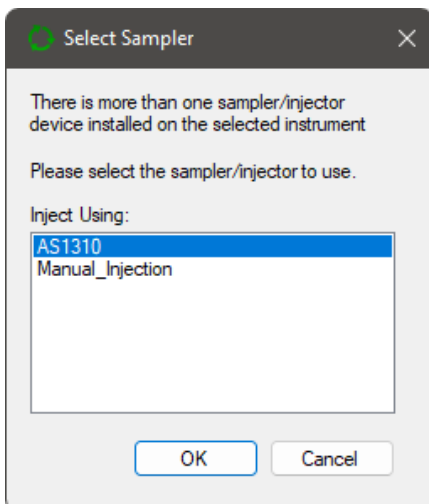 Select Sampler
There is more than one sampler/injector
device installed on the selected instrument
Please select the sampler/injector to use.
Inject Using:
AS1310
Manual_Injection
OK
Cancel